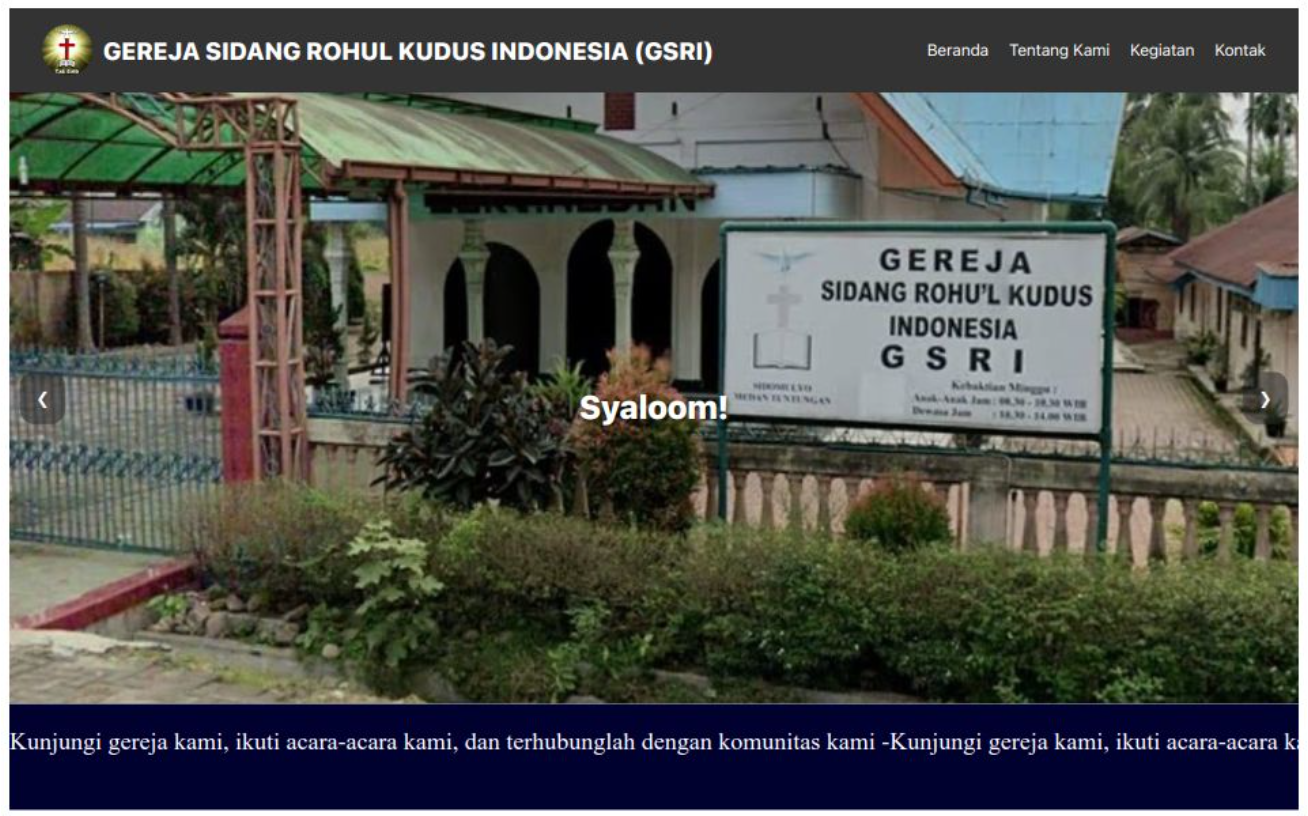 GEREJA SIDANG ROHUL KUDUS INDONESIA (GSRI)
Beranda Tentang Kami Kegiatan Kontak
GEREJA
SIDANG ROHU'L KUDUS
INDONESIA
G S R I
SIDOMULYO
MEDAN TUNTUNGAN
Kebaktian Minggu :
Anak-Anak Jam : 08.30 - 10.30 WIB
Dewasa Jam : 10.30 - 14.00 WIB
Syaloom!
Kunjungi gereja kami, ikuti acara-acara kami, dan terhubunglah dengan komunitas kami -Kunjungi gereja kami, ikuti acara-acara k